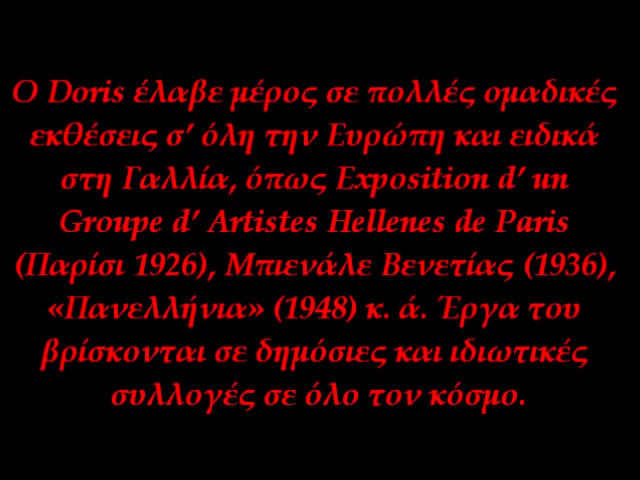 Ο Doris έλαβε μέρος σε πολλές ομαδικές
εκθέσεις σ’ όλη την Ευρώπη και ειδικά
στη Γαλλία, όπως Exposition d’ un
Groupe d’ Artistes Hellenes de Paris
(Παρίσι 1926), Μπιενάλε Βενετίας (1936),
«Πανελλήνια» (1948) κ. ά. Έργα του
βρίσκονται σε δημόσιες και ιδιωτικές
συλλογές σε όλο τον κόσμο.